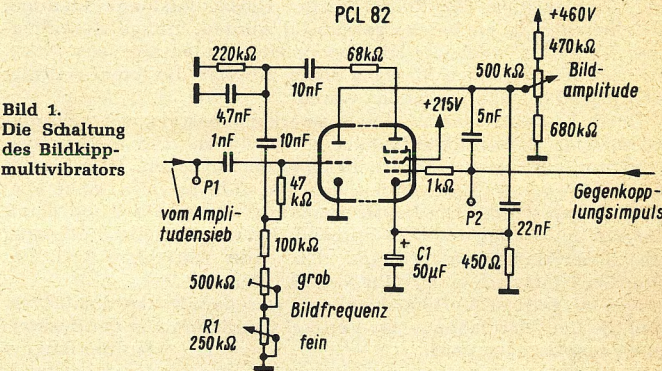 PCL 82
+460V
220kΩ
68kΩ
470kΩ
10nF
500kΩ
Bild-
amplitude
4,7nF
+215V
5nF
680kΩ
Bild 1.
Die Schaltung
des Bildkipp-
multivibrators
1nF
10nF
P1
47
kΩ
1kΩ
P2
Gegenkopp-
lungsimpuls
vom Ampli-
tudensieb
100kΩ
+
C1
50µF
22nF
450Ω
500kΩ
grob
Bildfrequenz
R1
250kΩ
fein